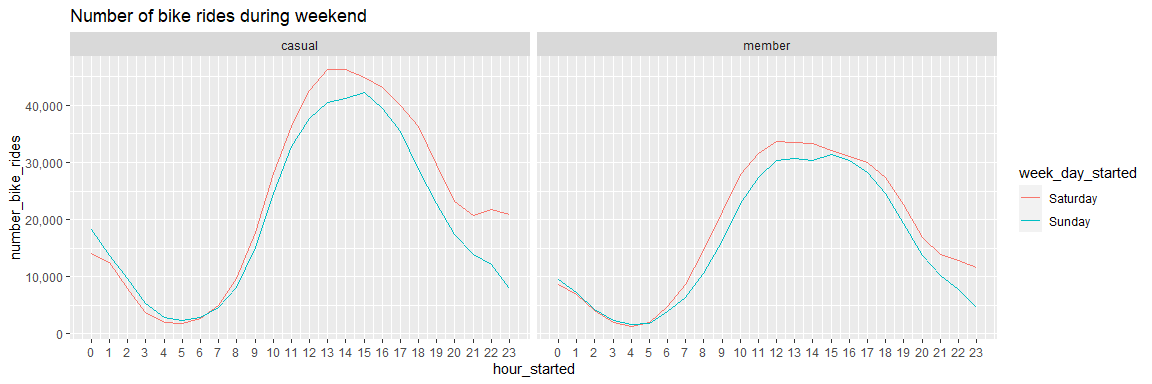 Number of bike rides during weekend
casual
member
number_bike_rides
40,000
30,000
20,000
10,000
0
0 1 2 3 4 5 6 7 8 9 10 11 12 13 14 15 16 17 18 19 20 21 22 23
0 1 2 3 4 5 6 7 8 9 10 11 12 13 14 15 16 17 18 19 20 21 22 23
hour_started
week_day_started
Saturday
Sunday